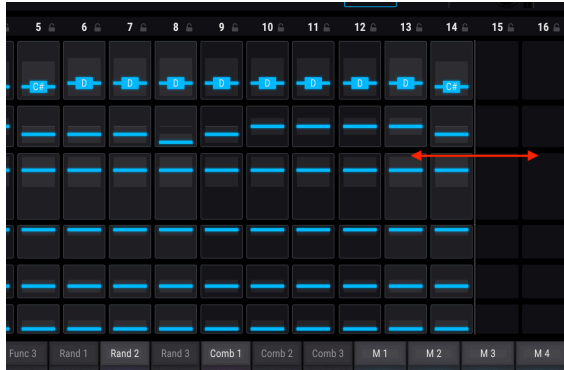 5 6 7 8 9 10 11 12 13 14 15 16
C# D D D D D D D D C#
Func 3 Rand 1 Rand 2 Rand 3 Comb 1 Comb 2 Comb 3 M 1 M 2 M 3 M 4